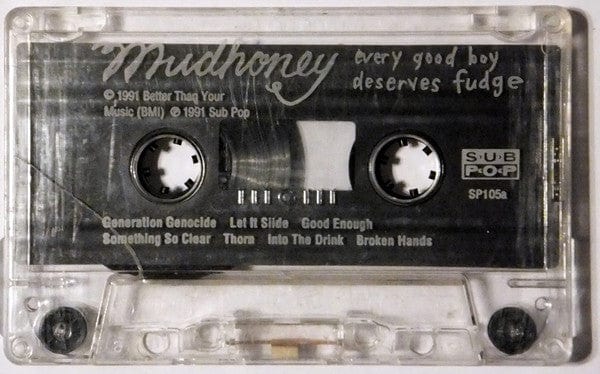 Mudhoney
every good boy
deserves fudge
© 1991 Better Than Your
Music (BMI) ℗ 1991 Sub Pop
SUB
POP
SP105a
Generation Genocide Let It Slide Good Enough
Something So Clear Thorn Into The Drink Broken Hands